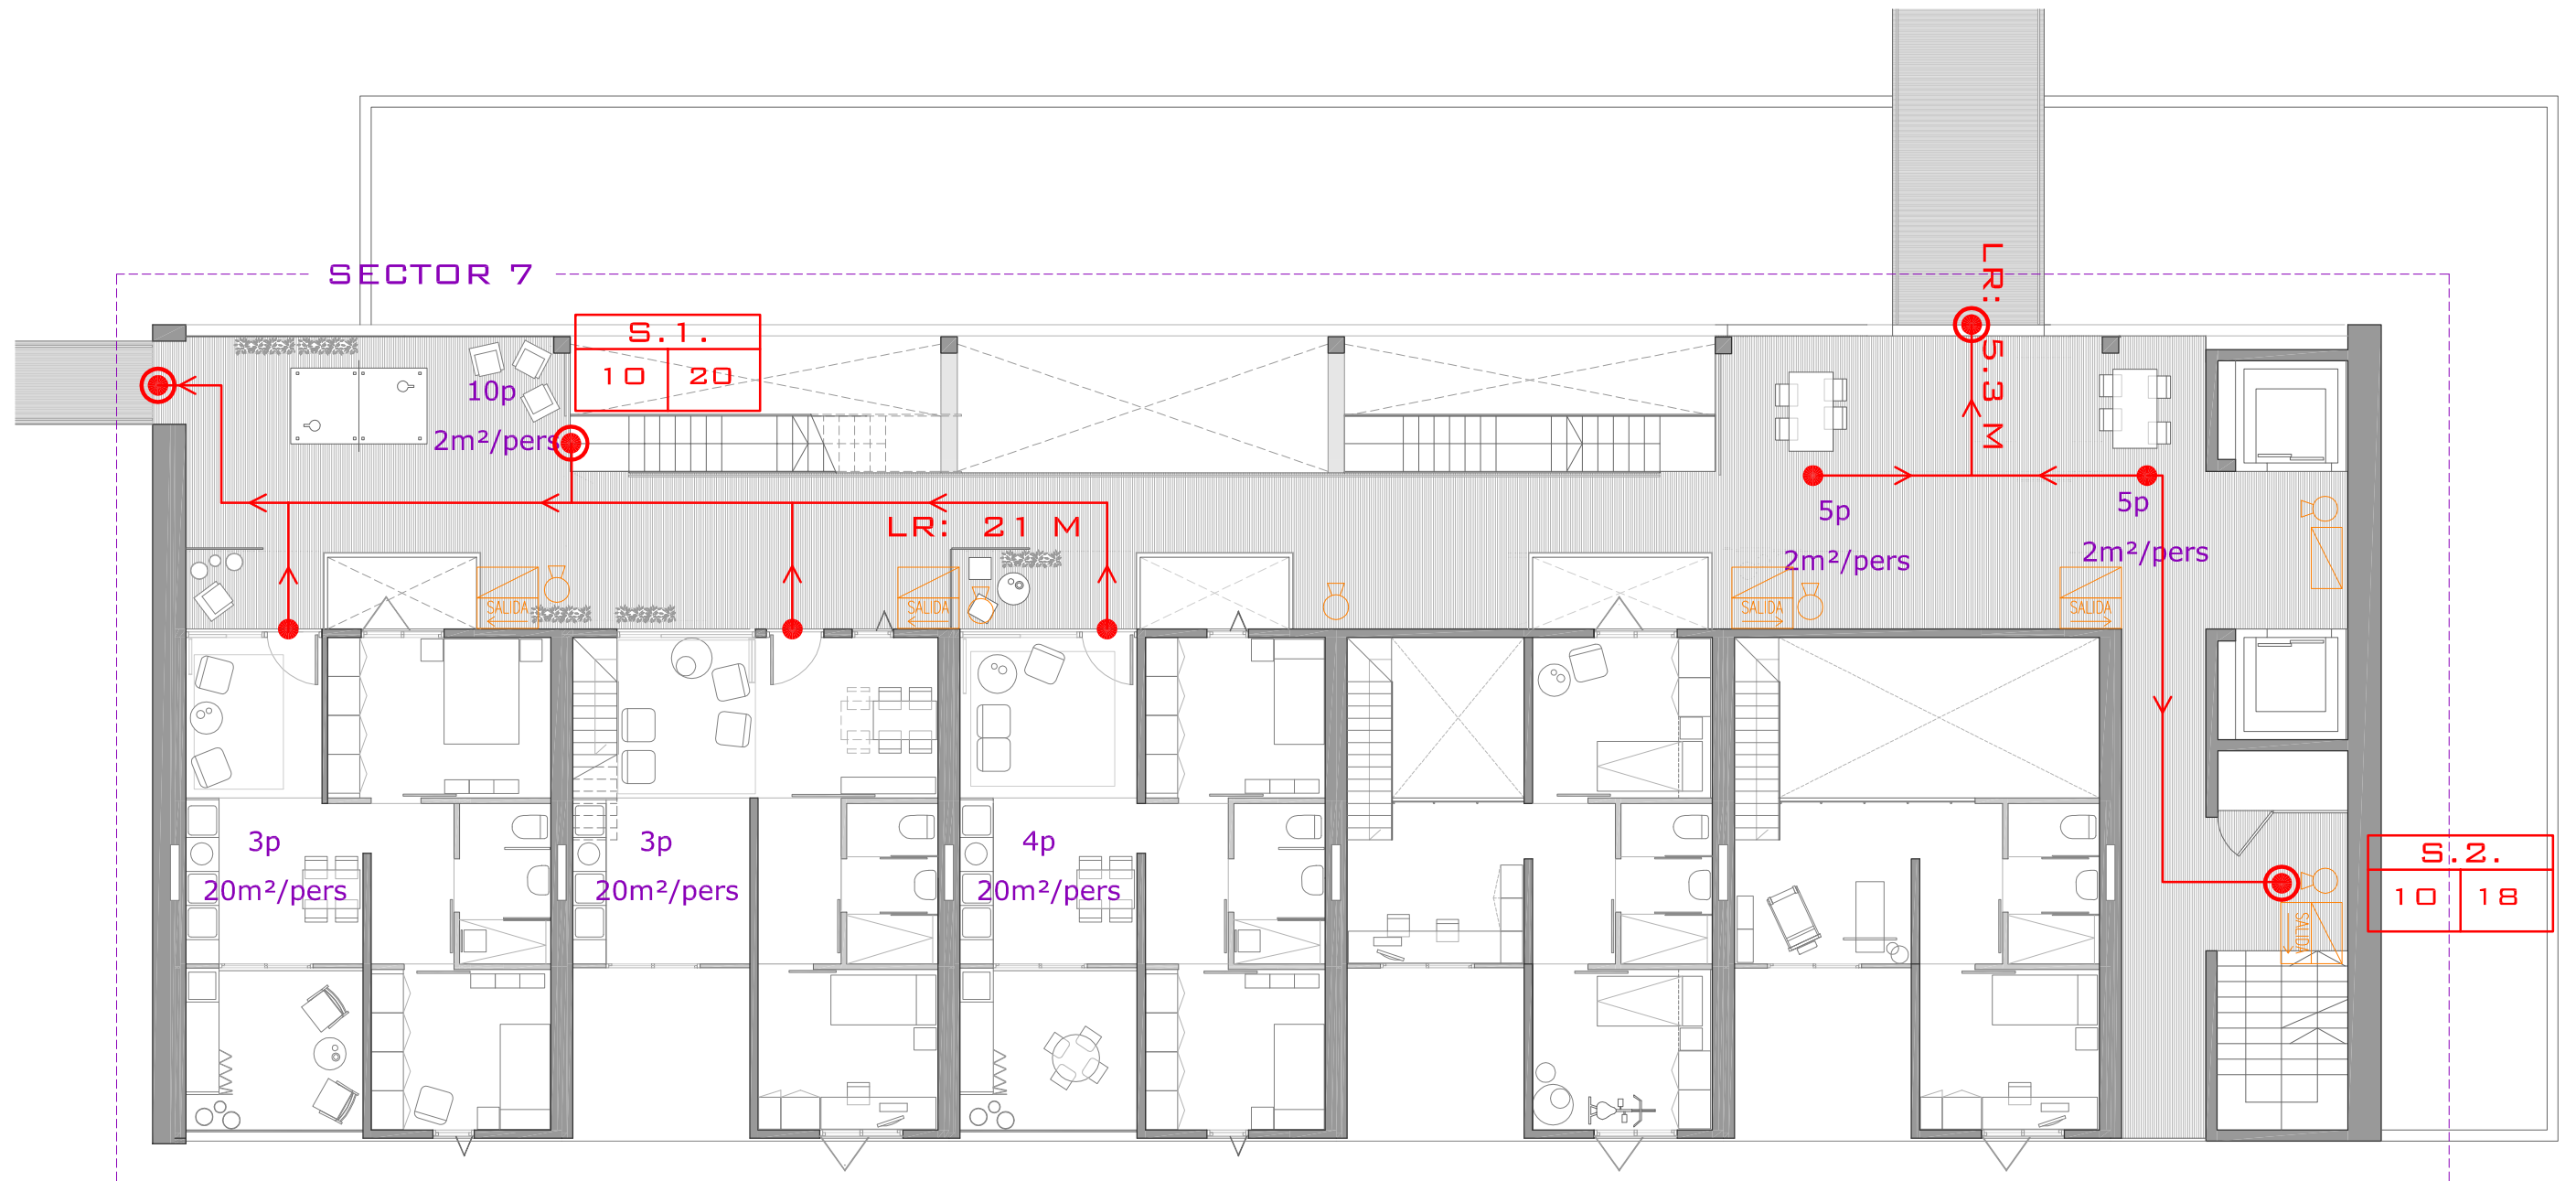 SECTOR 7
S.1.
10 20
10p
2m²/pers
LR: 5.3 M
LR: 21 M
5p
2m²/pers
5p
2m²/pers
SALIDA
SALIDA
SALIDA
SALIDA
3p
20m²/pers
3p
20m²/pers
4p
20m²/pers
S.2.
10 18
SALIDA